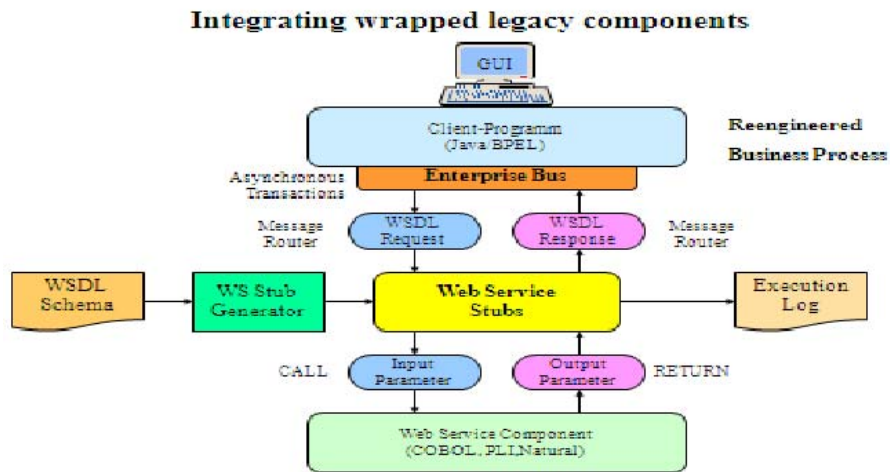 Integrating wrapped legacy components
GUI
Client-Programm
(Java/BPEL)
Reengineered
Business Process
Enterprise Bus
Asynchronous
Transactions
Message
Router
WSDL
Request
WSDL
Response
Message
Router
WSDL
Schema
WS Stub
Generator
Web Service
Stubs
Execution
Log
CALL
Input
Parameter
Output
Parameter
RETURN
Web Service Component
(COBOL, PLI,Natural)